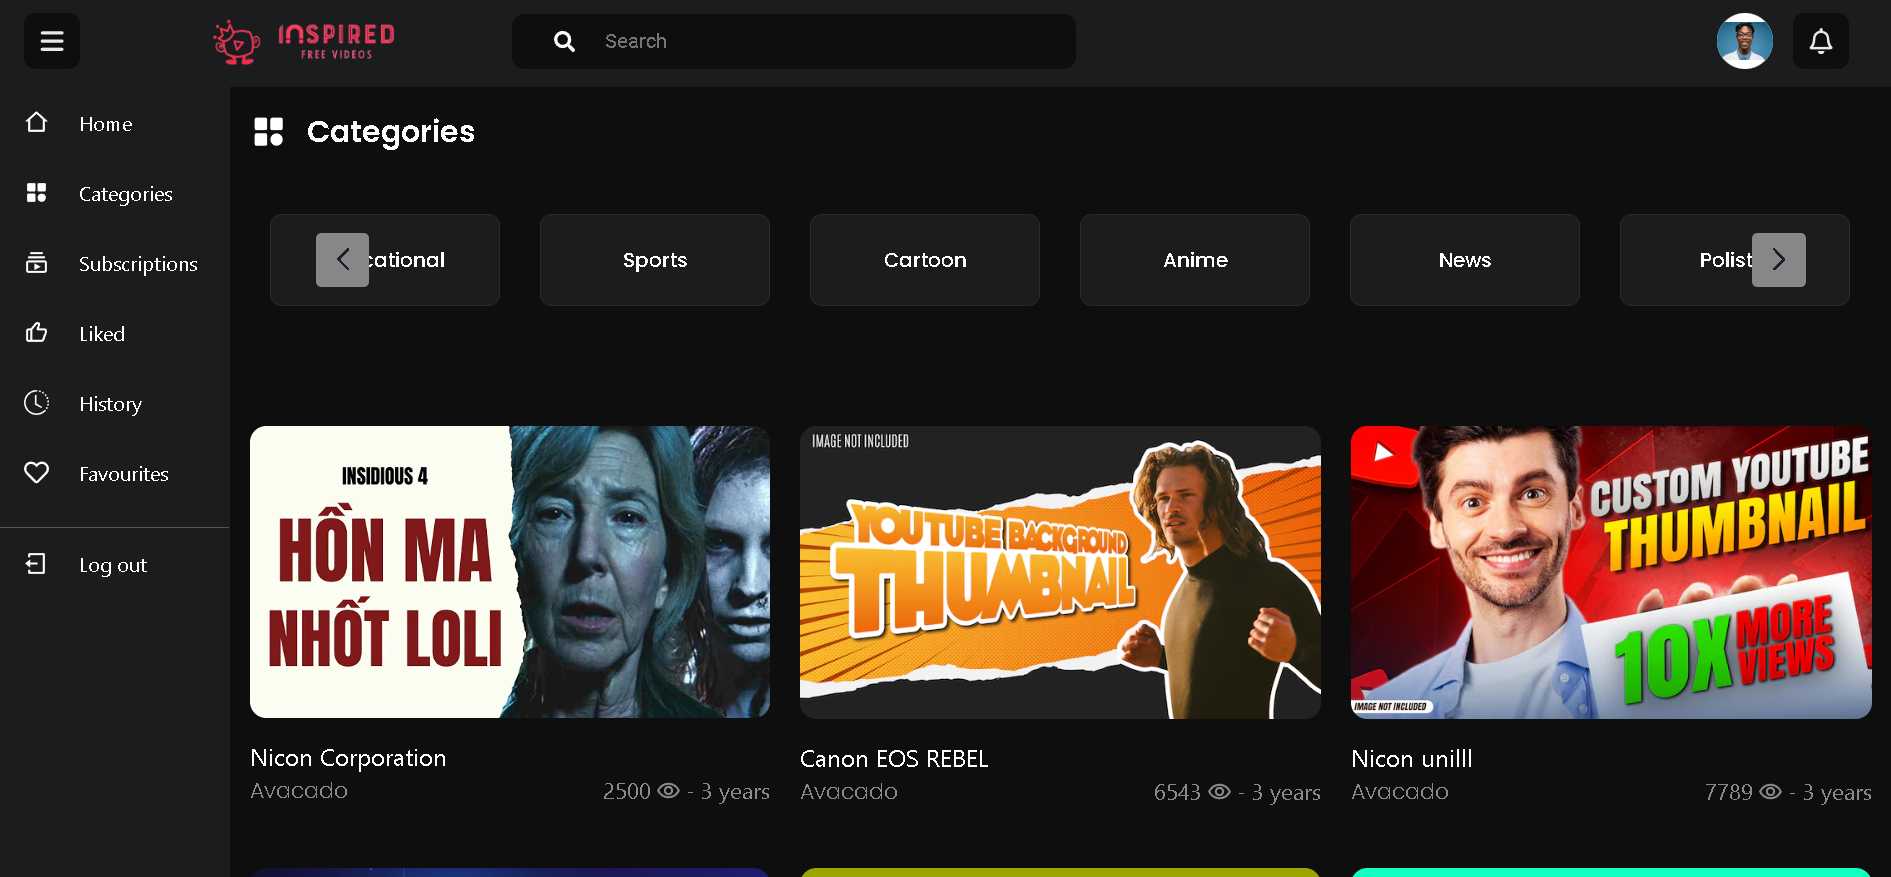 INSPIRED
FREE VIDEOS
Search
Home
Categories
Subscriptions
Liked
History
Favourites
Log out
Categories
cational
Sports
Cartoon
Anime
News
Polist
INSIDIOUS 4
HỒN MA
NHỐT LOLI
Nicon Corporation
Avacado
2500 - 3 years
IMAGE NOT INCLUDED
YOUTUBE BACKGROUND
THUMBNAIL
Canon EOS REBEL
Avacado
6543 - 3 years
CUSTOM YOUTUBE
THUMBNAIL
10X MORE
VIEWS
IMAGE NOT INCLUDED
Nicon unilll
Avacado
7789 - 3 years